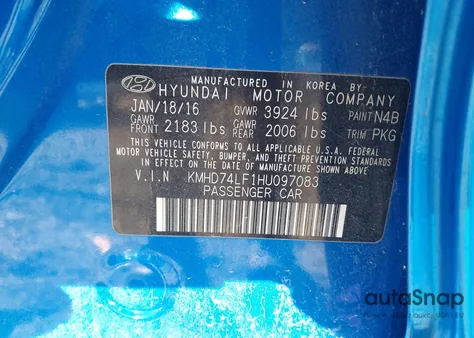 MANUFACTURED IN KOREA BY:
HYUNDAI MOTOR COMPANY
JAN/18/16 GVWR 3924 lbs PAINT N4B
GAWR FRONT 2183 lbs GAWR REAR 2006 lbs TRIM PKG
THIS VEHICLE CONFORMS TO ALL APPLICABLE U.S.A. FEDERAL
MOTOR VEHICLE SAFETY, BUMPER, AND THEFT
PREVENTION STANDARDS IN EFFECT ON THE DATE OF
MANUFACTURE SHOWN ABOVE.
V.I.N KMHD74LF1HU097083
PASSENGER CAR
autoSnap